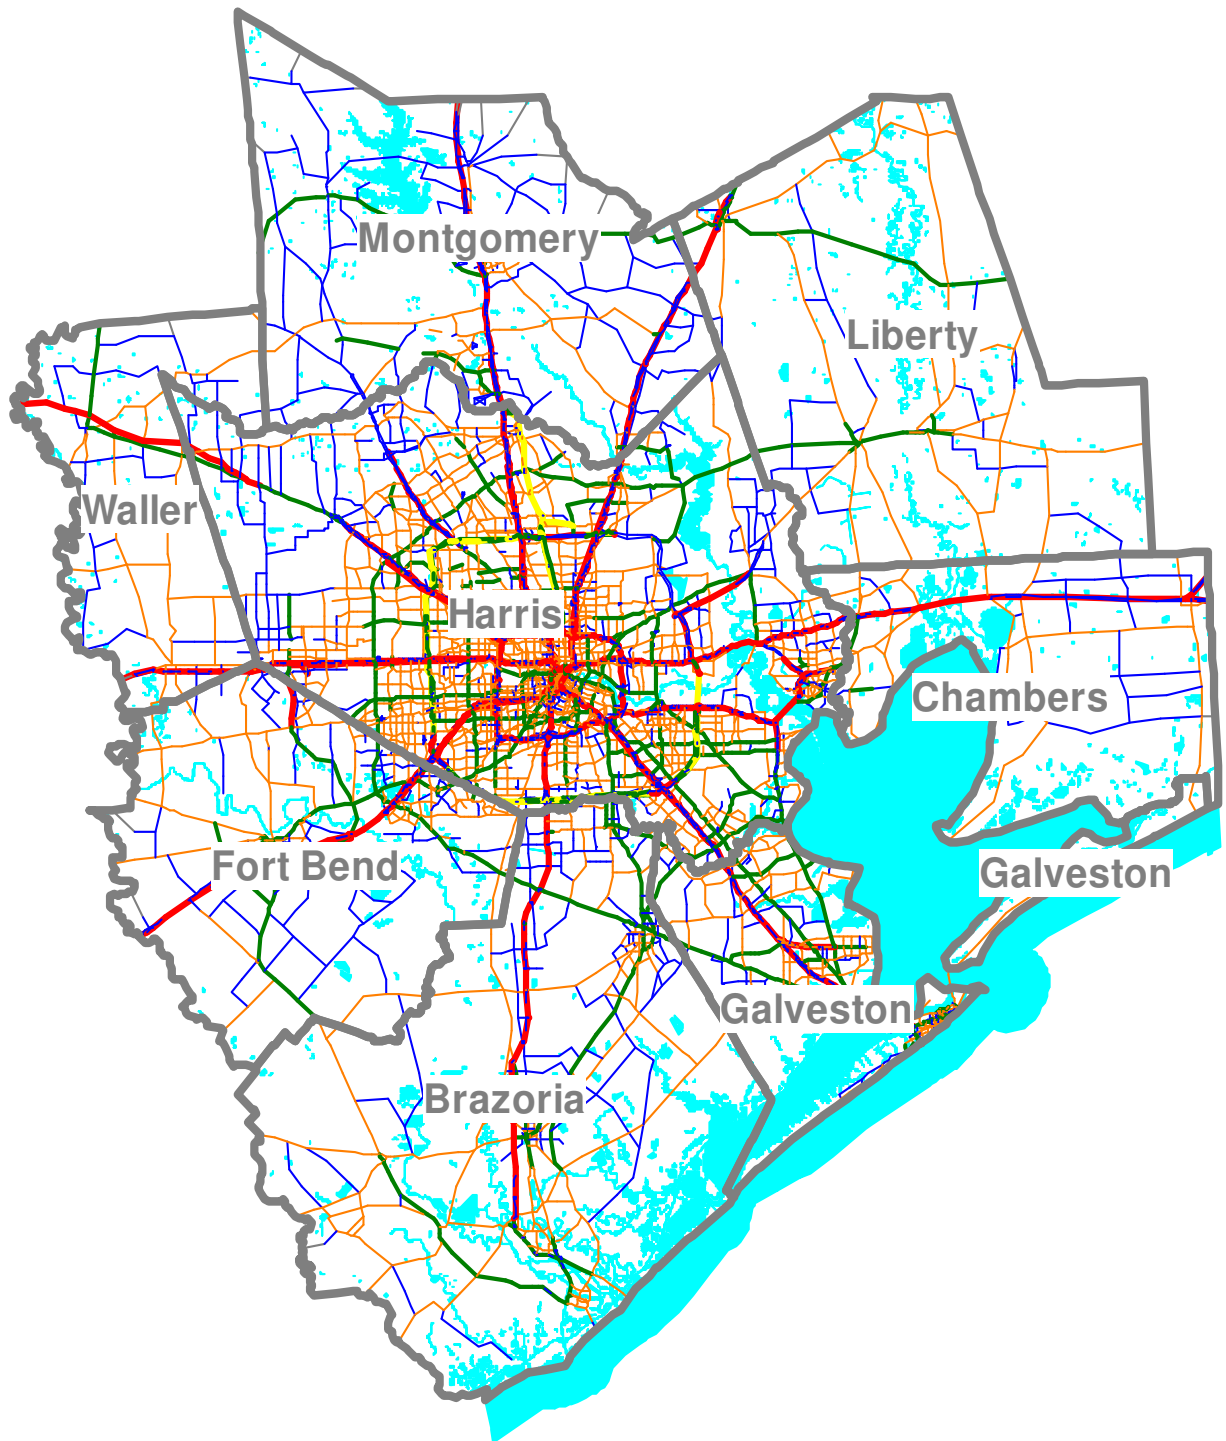 Montgomery
Liberty
Waller
Harris
Chambers
Fort Bend
Galveston
Galveston
Brazoria